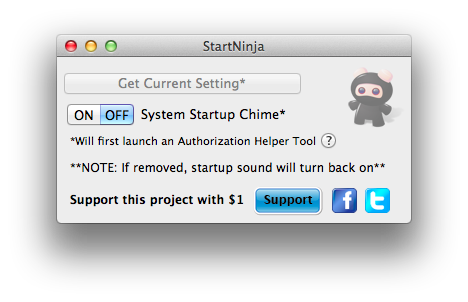 StartNinja
Get Current Setting*
ON OFF System Startup Chime*
*Will first launch an Authorization Helper Tool ?
**NOTE: If removed, startup sound will turn back on**
Support this project with $1 Support f t